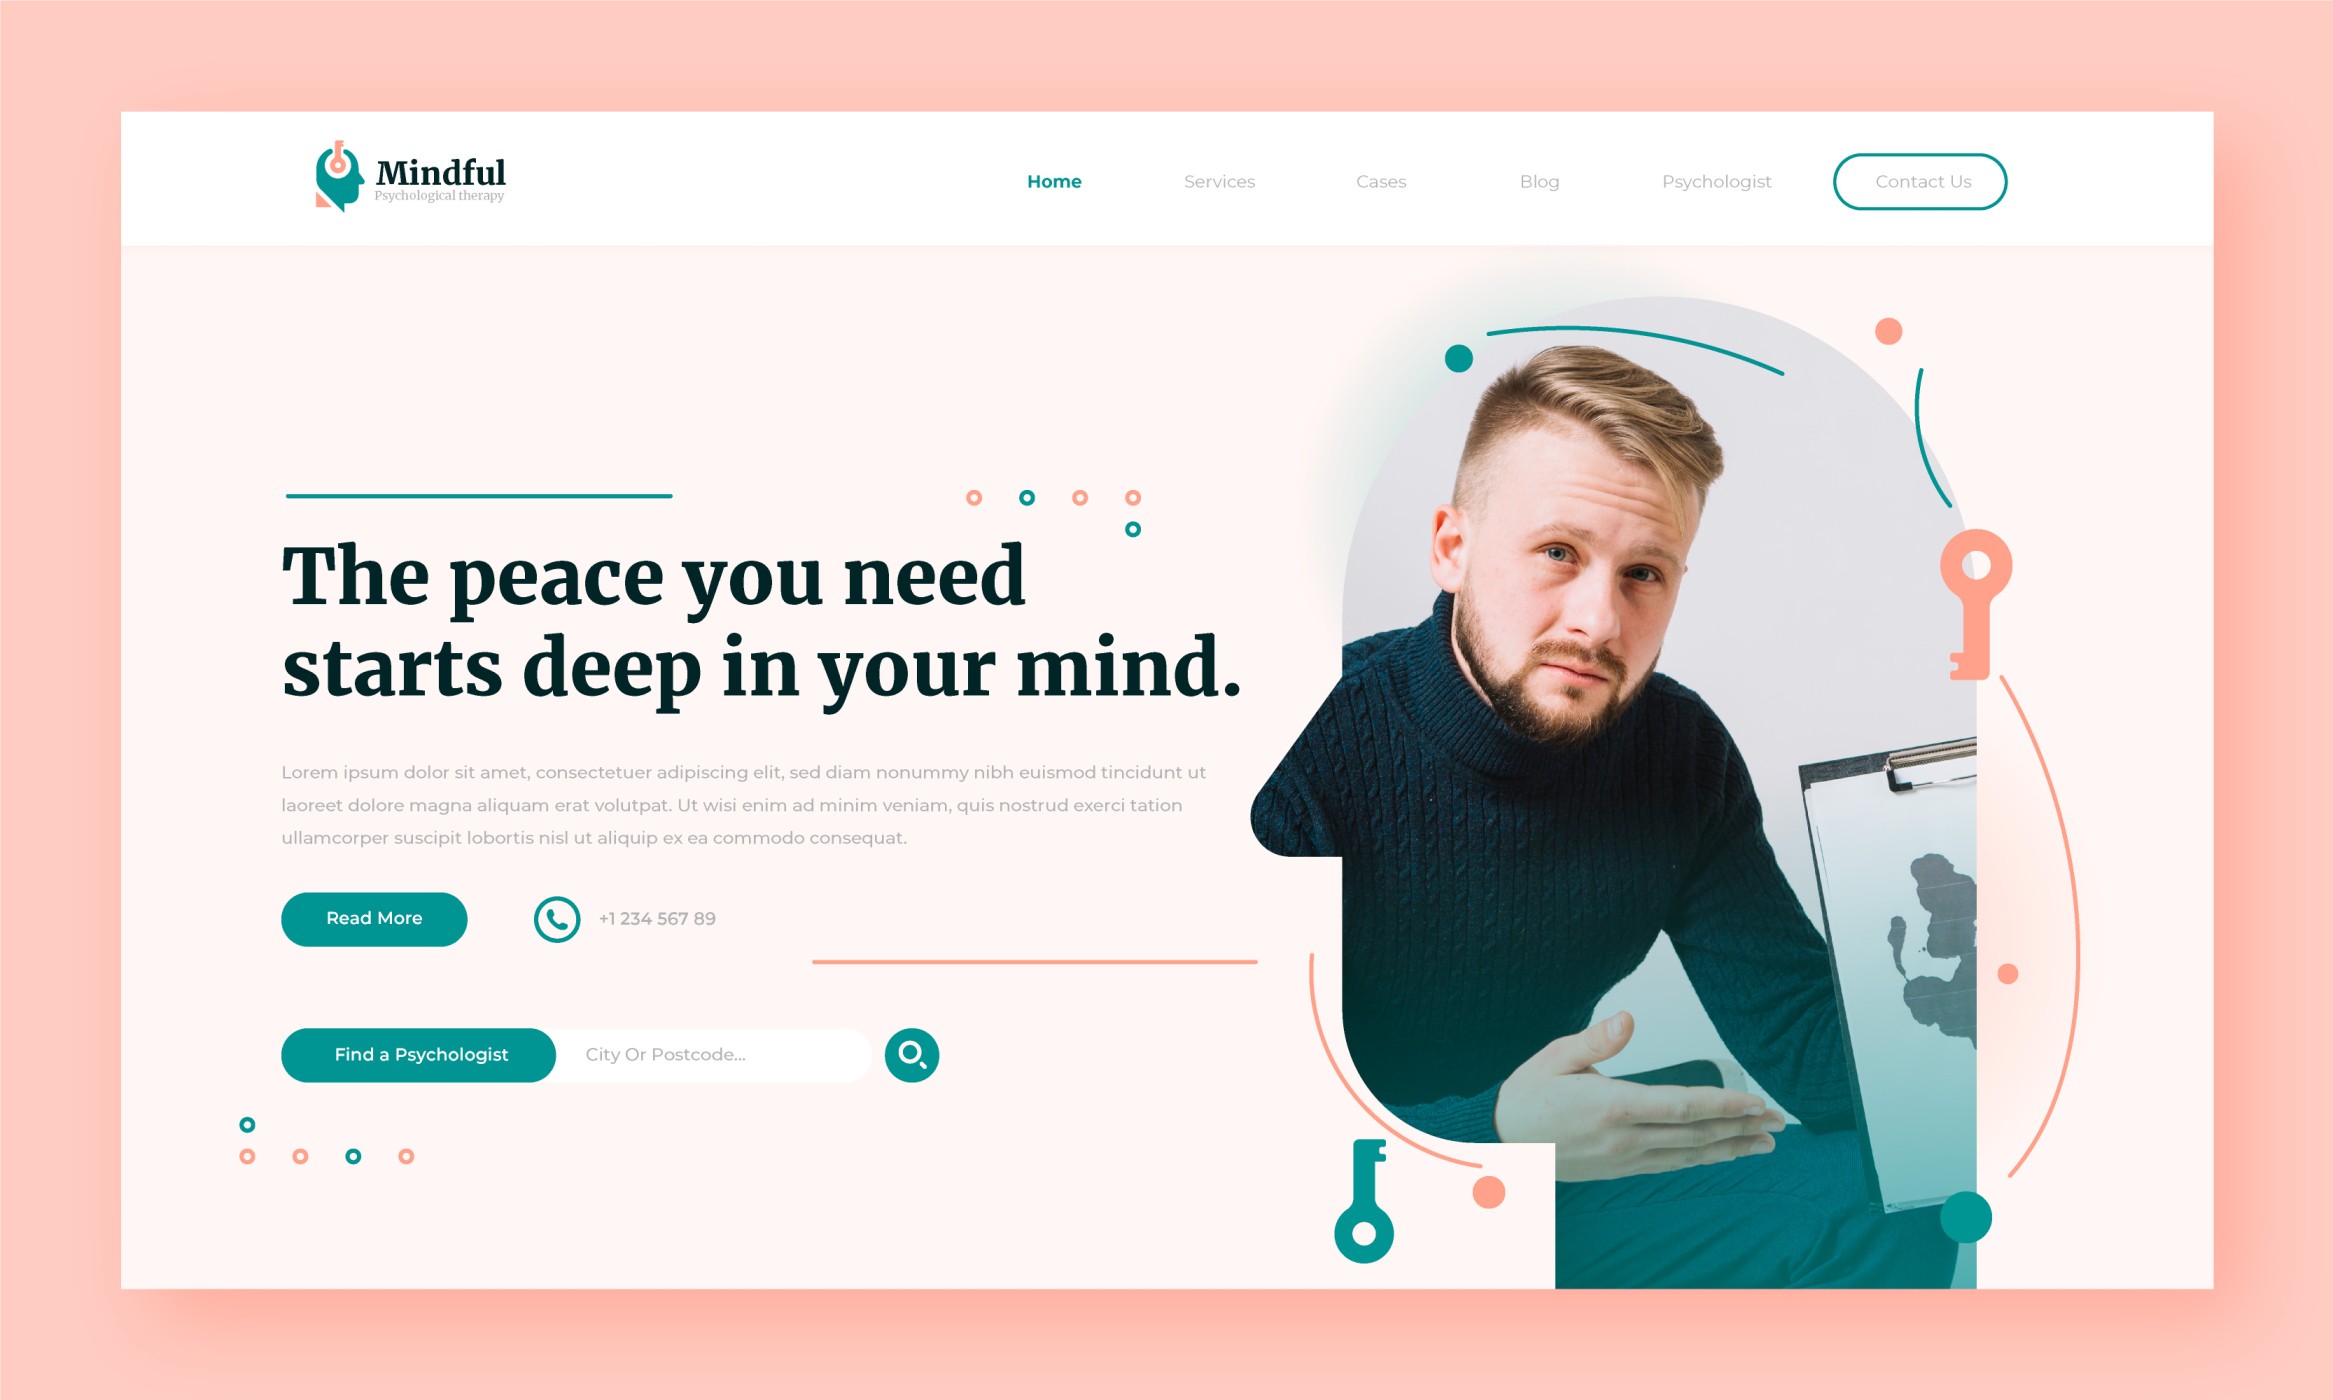 Mindful
Psychological therapy
Home
Services
Cases
Blog
Psychologist
Contact Us
The peace you need
starts deep in your mind.
Lorem ipsum dolor sit amet, consectetuer adipiscing elit, sed diam nonummy nibh euismod tincidunt ut
laoreet dolore magna aliquam erat volutpat. Ut wisi enim ad minim veniam, quis nostrud exerci tation
ullamcorper suscipit lobortis nisl ut aliquip ex ea commodo consequat.
Read More
+1 234 567 89
Find a Psychologist
City Or Postcode...